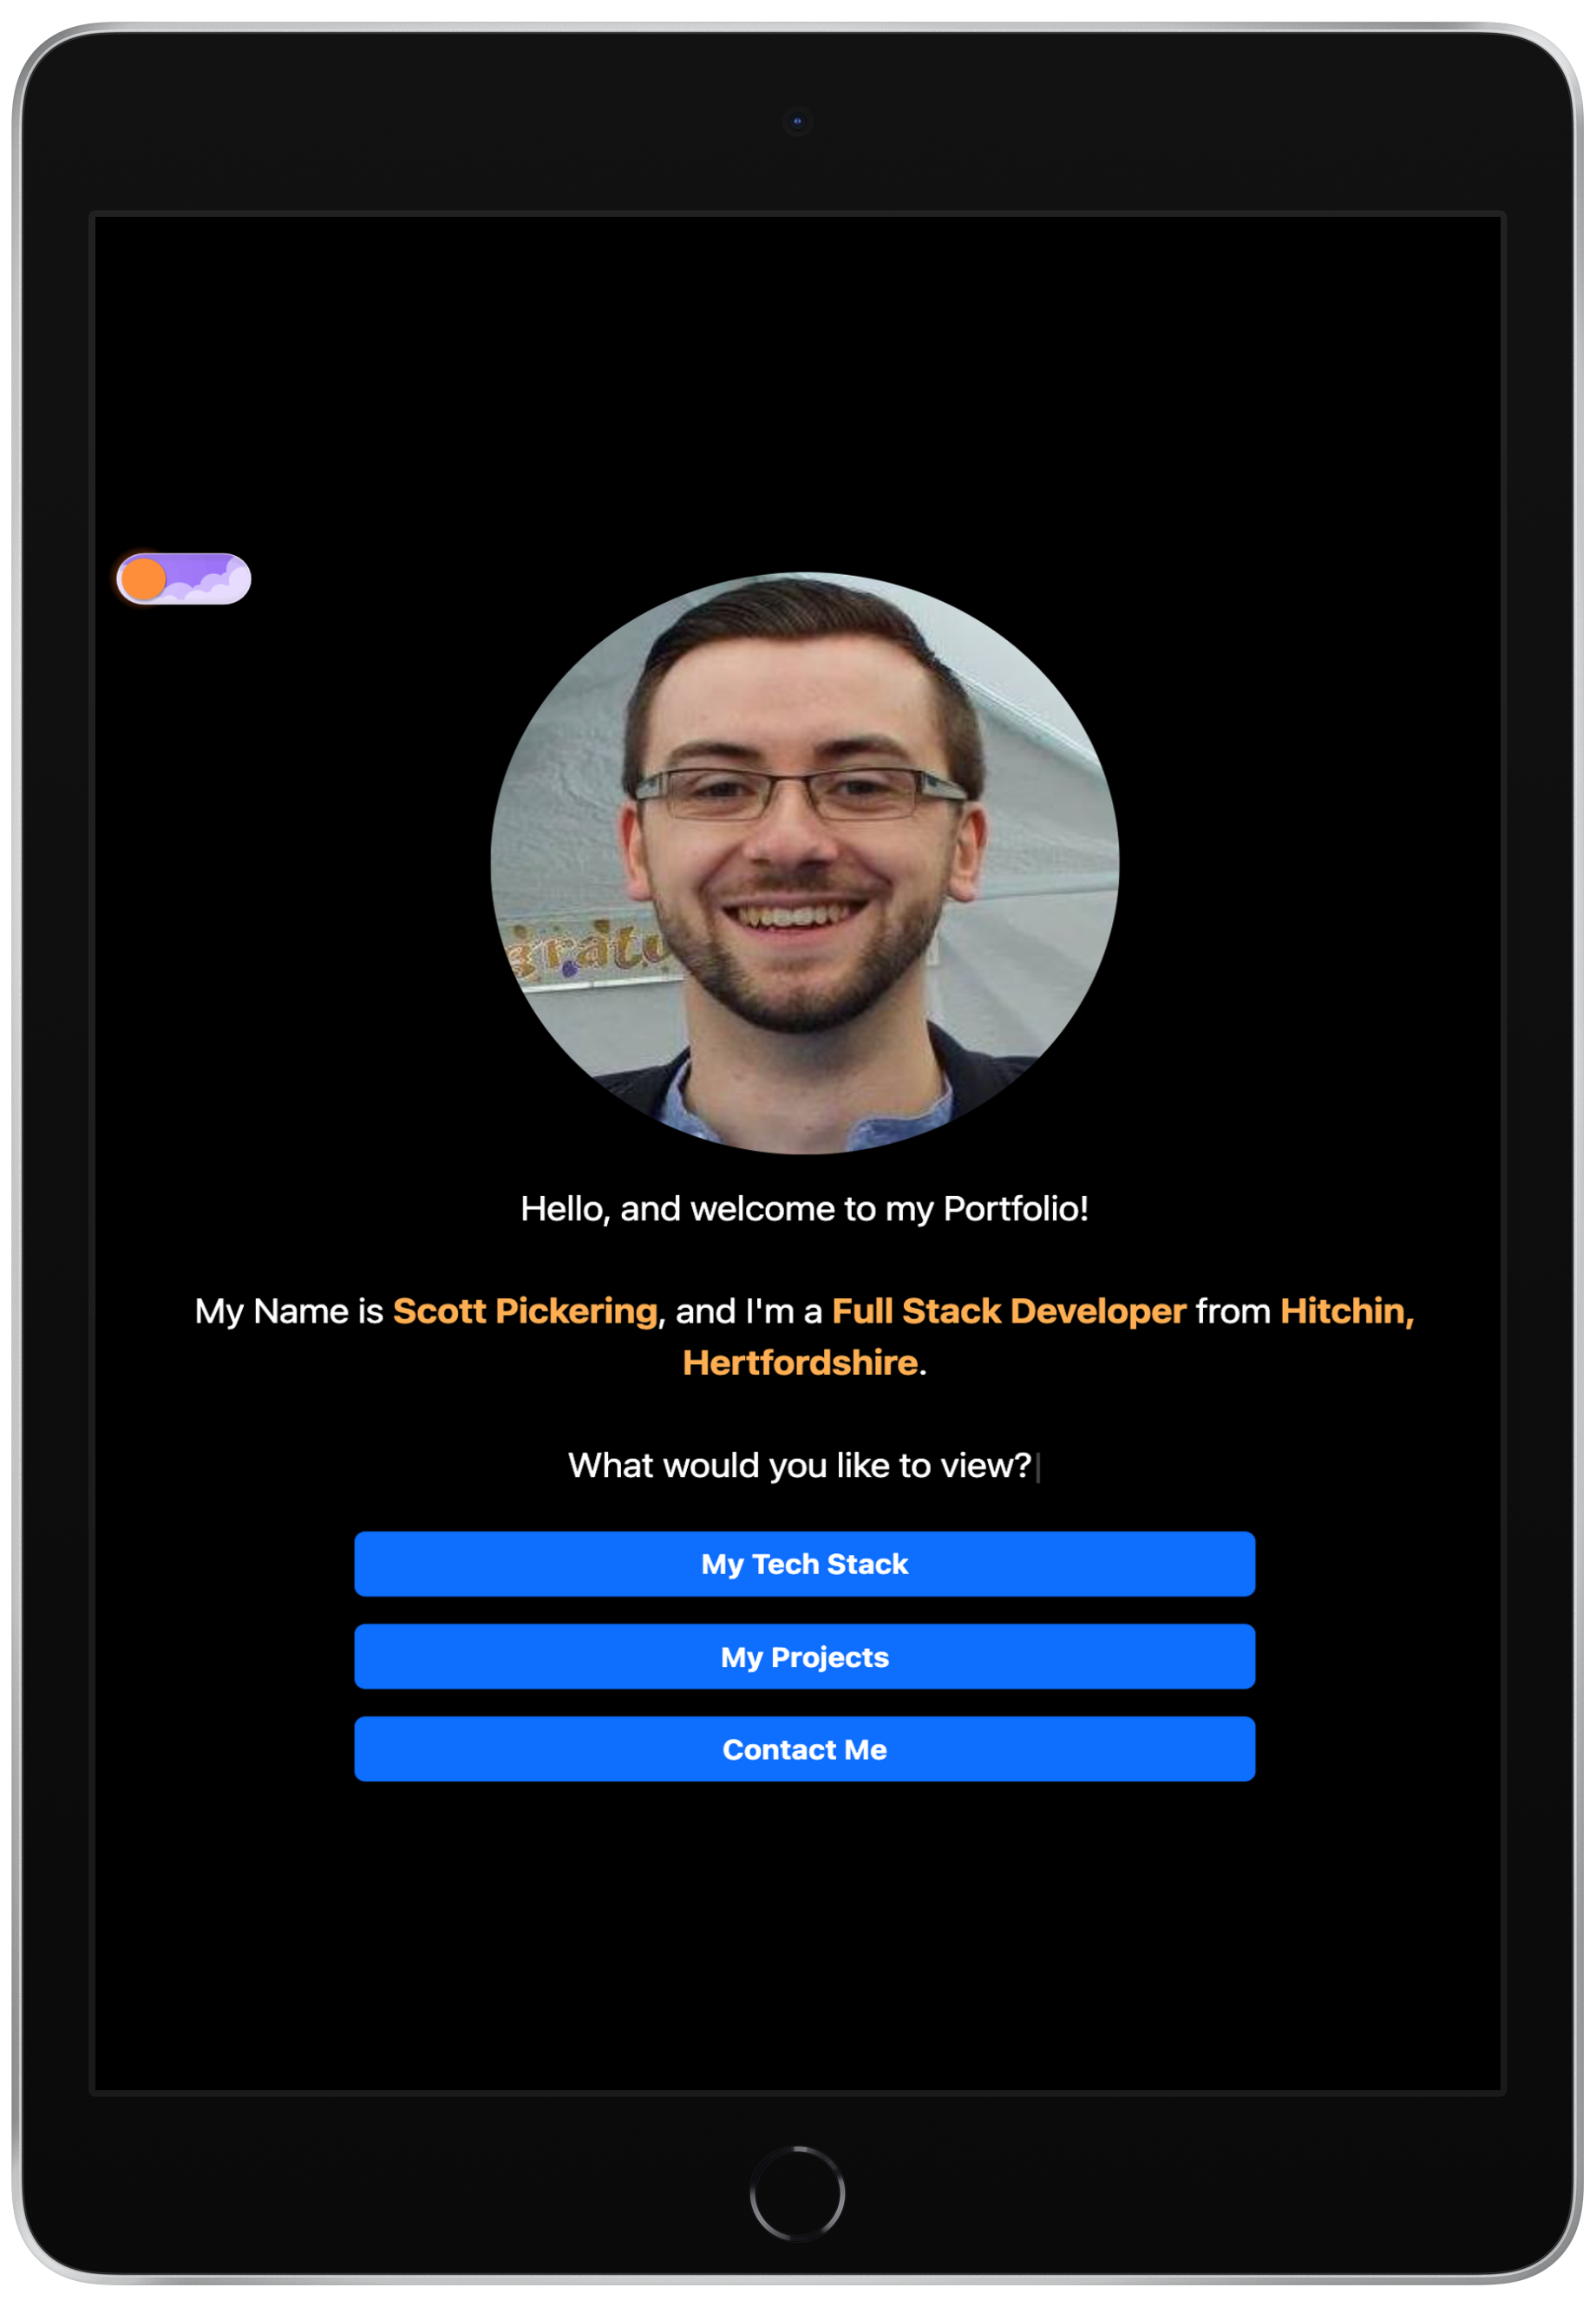 gratu
Hello, and welcome to my Portfolio!
My Name is Scott Pickering, and I'm a Full Stack Developer from Hitchin,
Hertfordshire.
What would you like to view?
My Tech Stack
My Projects
Contact Me